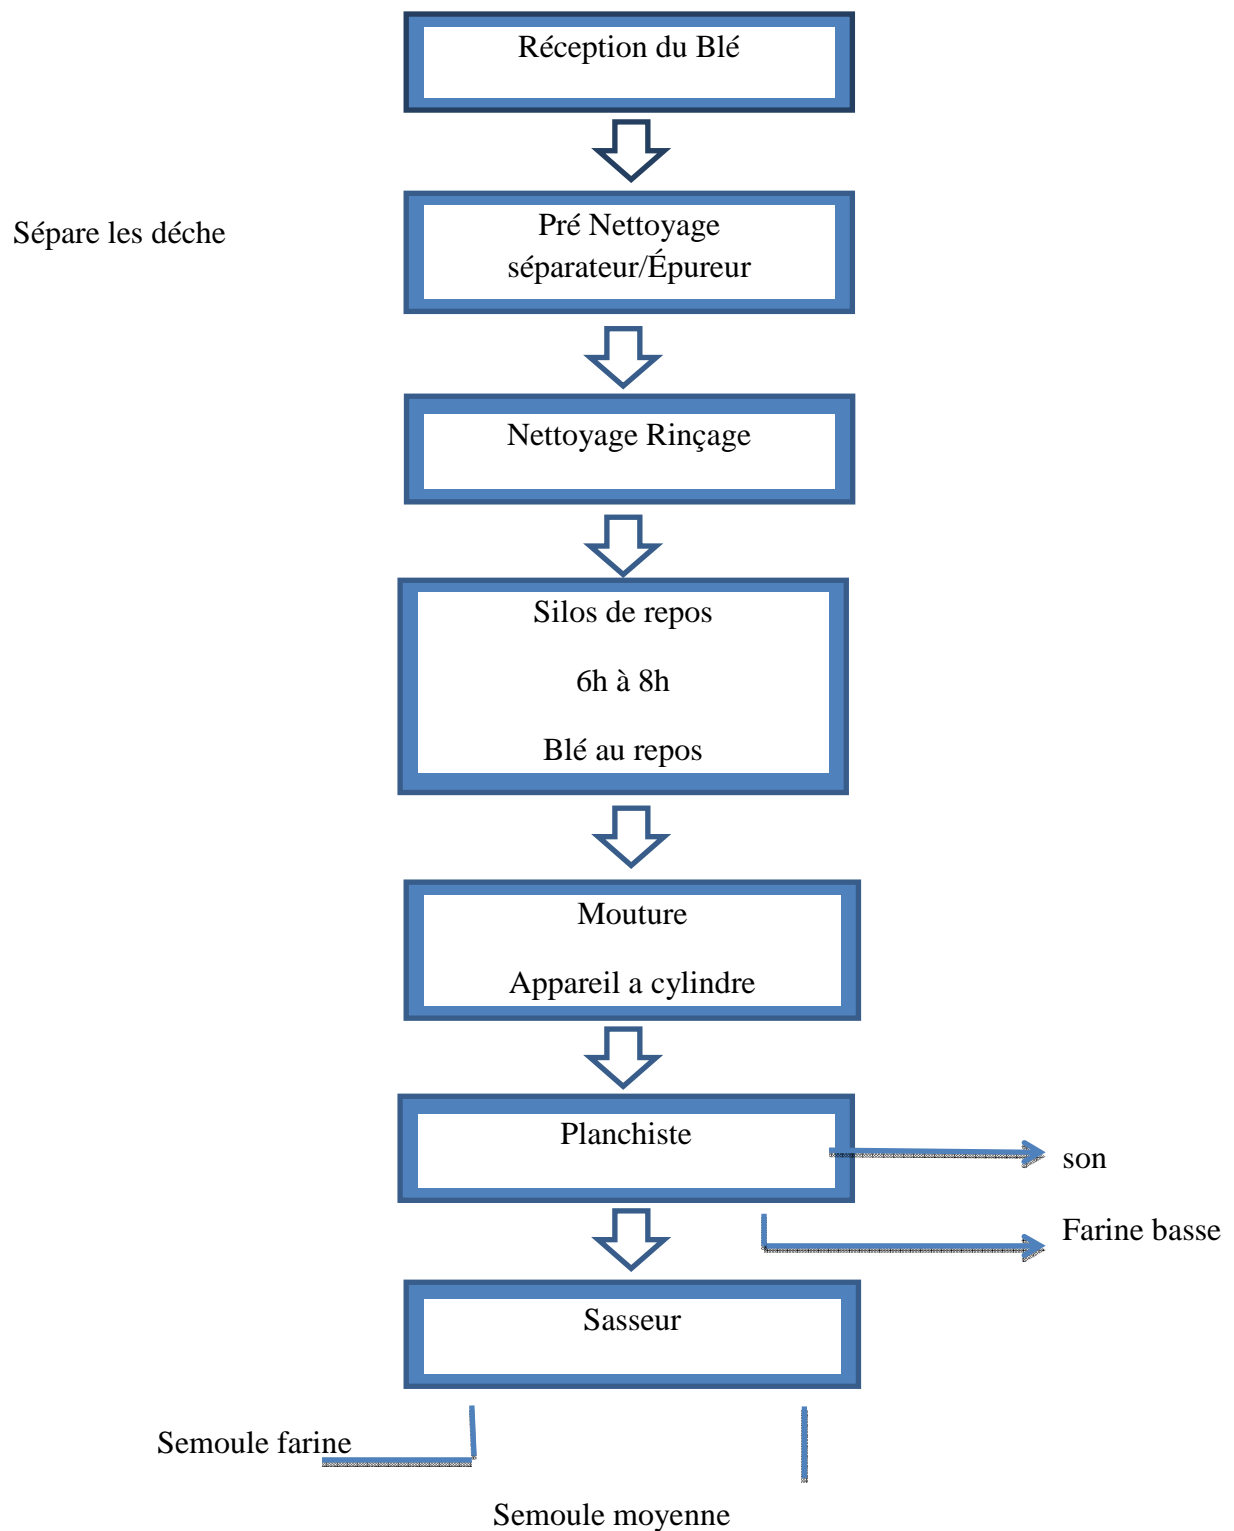 Réception du Blé
Sépare les déche
Pré Nettoyage
séparateur/Épureur
Nettoyage Rinçage
Silos de repos
6h à 8h
Blé au repos
Mouture
Appareil a cylindre
Planchiste
son
Farine basse
Sasseur
Semoule farine
Semoule moyenne